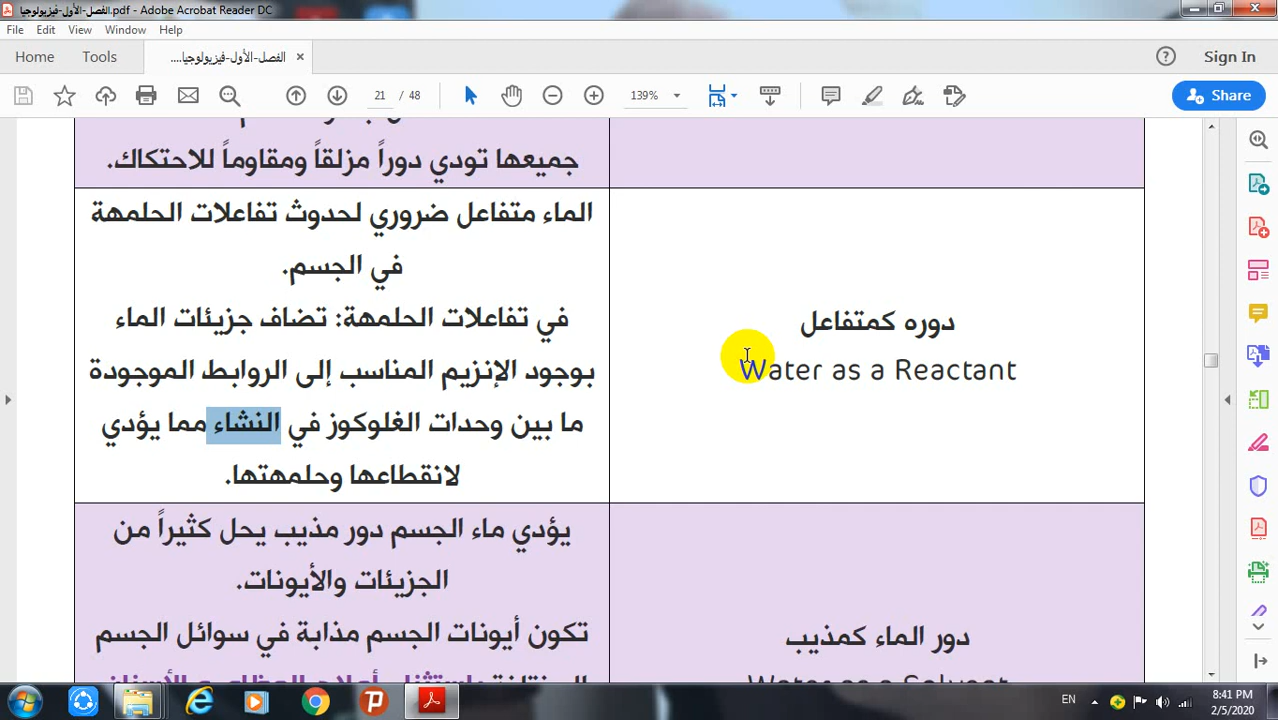 الفصل-الأول-فيزيولوجيا.pdf - Adobe Acrobat Reader DC
File Edit View Window Help
Home Tools الفصل-الأول-فيزيولوجيا.... ×
? Sign In
21 / 48 139% Share
جميعها تودي دوراً مزلقاً ومقاوماً للاحتكاك.
دوره كمتفاعل
Water as a Reactant
الماء متفاعل ضروري لحدوث تفاعلات الحلمهة
في الجسم.
في تفاعلات الحلمهة: تضاف جزيئات الماء
بوجود الإنزيم المناسب إلى الروابط الموجودة
ما بين وحدات الغلوكوز في النشاء مما يؤدي
لانقطاعها وحلمهتها.
دور الماء كمذيب
Water as a Solvent
يؤدي ماء الجسم دور مذيب يحل كثيراً من
الجزيئات والأيونات.
تكون أيونات الجسم مذابة في سوائل الجسم
EN 8:41 PM
2/5/2020